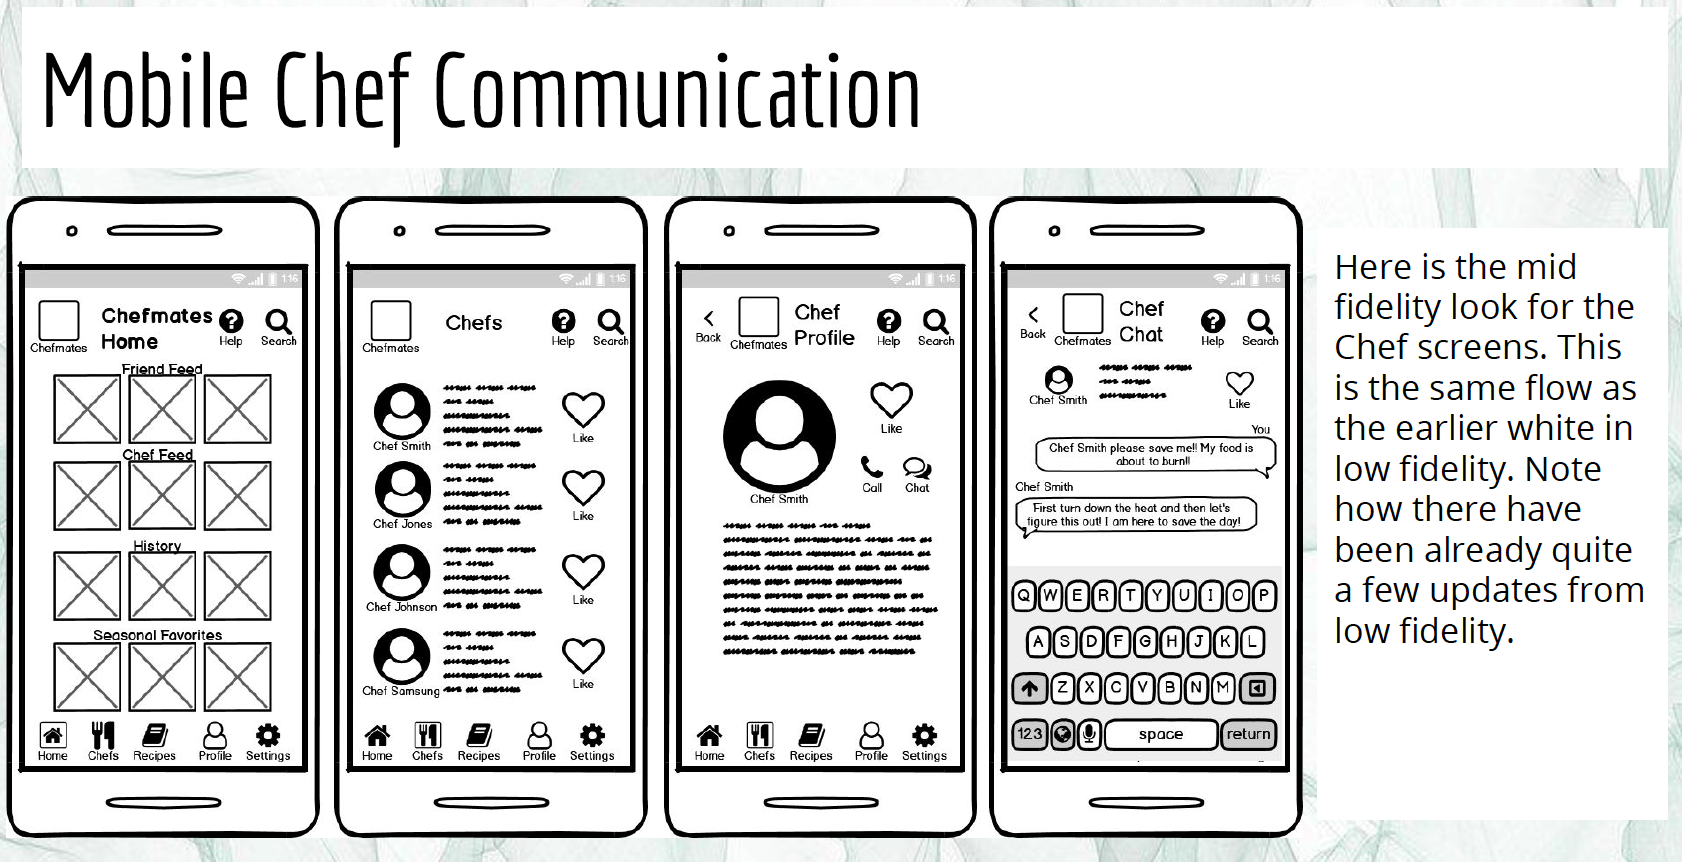 Mobile Chef Communication
1:16
Chefmates
Home
Chefmates
Help
Search
Friend Feed
Chef Feed
History
Seasonal Favorites
Home
Chefs
Recipes
Profile
Settings
1:16
Chefs
Chefmates
Help
Search
Chef Smith
Like
Chef Jones
Like
Chef Johnson
Like
Chef Samsung
Like
Home
Chefs
Recipes
Profile
Settings
1:16
Back
Chefmates
Chef
Profile
Help
Search
Like
Call
Chat
Chef Smith
Home
Chefs
Recipes
Profile
Settings
1:16
Back
Chefmates
Chef
Chat
Help
Search
Chef Smith
Like
You
Chef Smith please save me!! My food is
about to burn!!
Chef Smith
First turn down the heat and then let's
figure this out! I am here to save the day!
Q W E R T Y U I O P
A S D F G H J K L
Z X C V B N M
123 space return
Here is the mid
fidelity look for the
Chef screens. This
is the same flow as
the earlier white in
low fidelity. Note
how there have
been already quite
a few updates from
low fidelity.